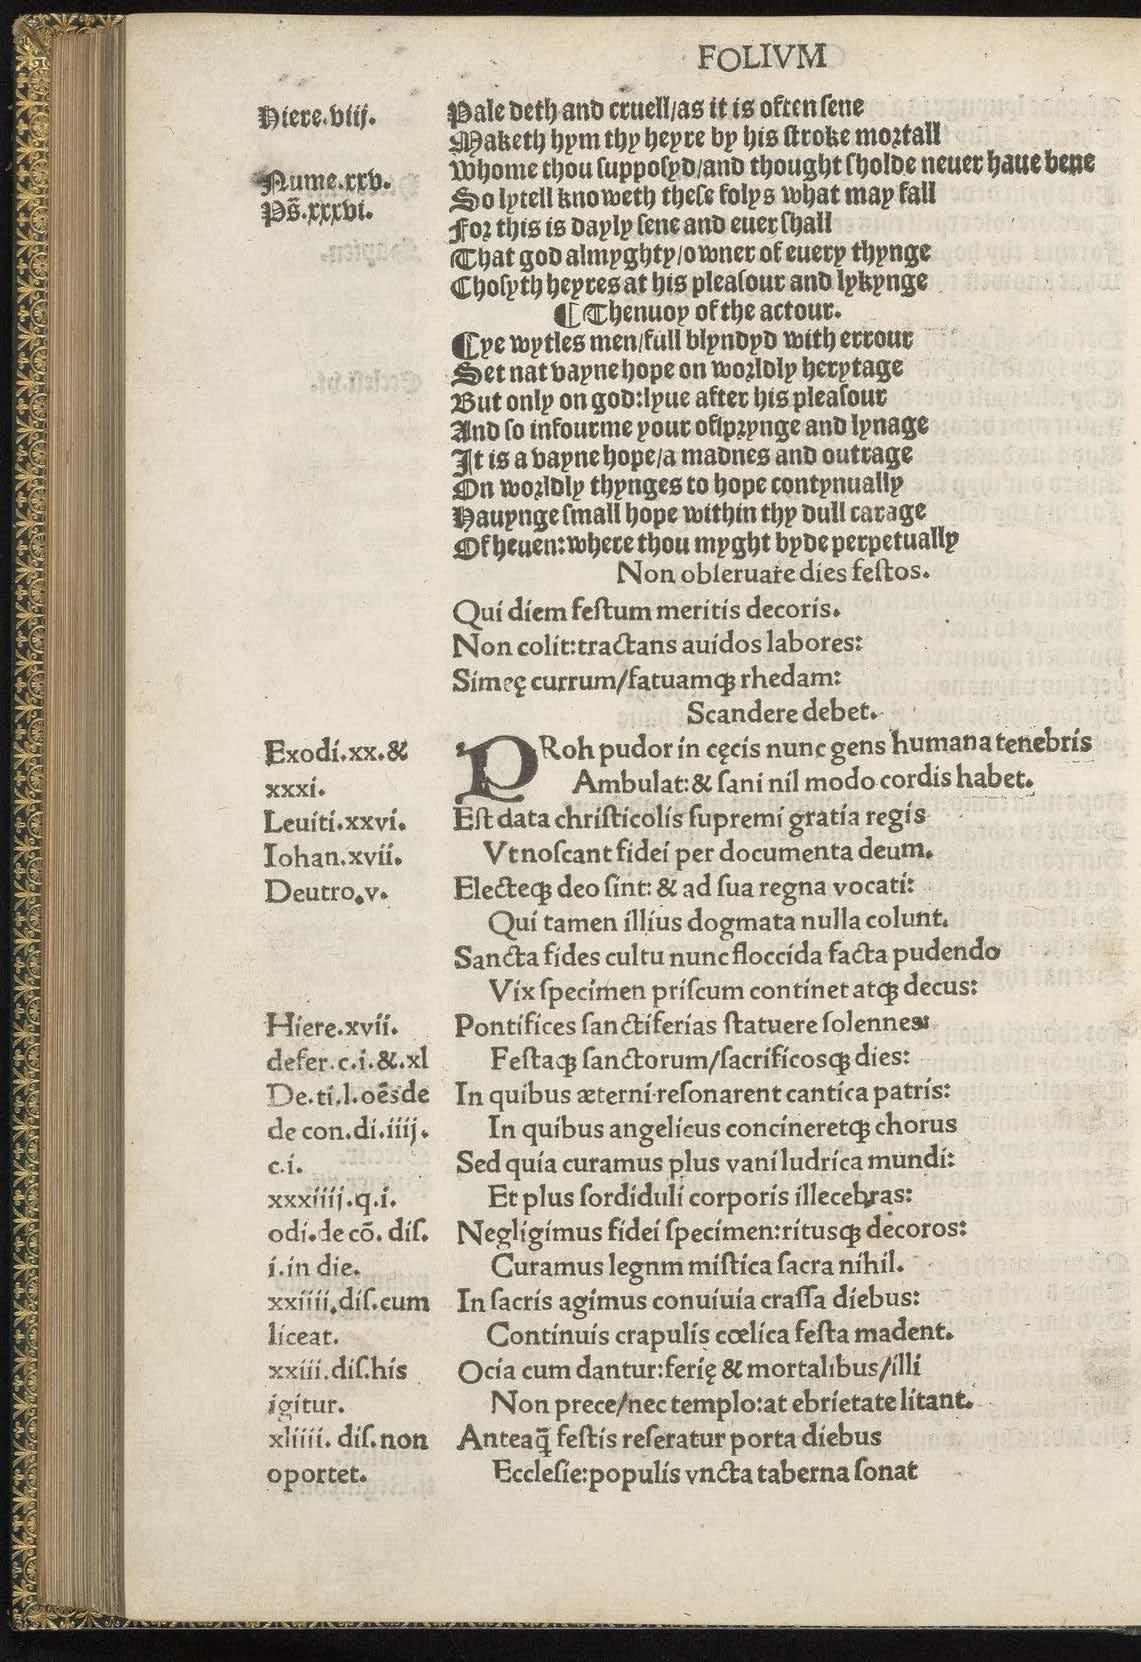 FOLIVM
Hiere.viij.
Pale deth and cruell/as it is often sene
Maketh hym thy heyre by his stroke mortall
Whome thou supposyd/and thought sholde neuer haue bene
Nume.xxv.
So lytell knoweth these folys what may fall
Ps̄.xxxvi.
For this is dayly sene and euer shall
That god almyghty/owner of euery thynge
Chosyth heyres at his pleasour and lykynge
¶ Thenuoy of the actour.
¶ ye wytles men/full blyndyd with errour
Set nat vayne hope on worldly herytage
But only on god:lyue after his pleasour
And so infourme your ofsprynge and lynage
It is a vayne hope/a madnes and outrage
On worldly thynges to hope contynually
Hauynge small hope within thy dull carage
Of heuen:where thou myght byde perpetually
Non obseruare dies festos.
Qui diem festum meritis decoris.
Non colit:tractans auidos labores:
Simeę currum/fatuamqꝫ rhedam:
Scandere debet.
Exodi.xx.&
PRoh pudor in cęcis nunc gens humana tenebris
xxxi.
Ambulat:& sani nil modo cordis habet.
Leuiti.xxvi.
Est data christicolis supremi gratia regis
Iohan.xvii.
Vt noscant fidei per documenta deum.
Deutro.v.
Electeqꝫ deo sint: & ad sua regna vocati:
Qui tamen illius dogmata nulla colunt.
Sancta fides cultu nunc floccida facta pudendo
Vix specimen priscum continet atqꝫ decus:
Hiere.xvii.
Pontifices sanctiferias statuere solennes:
defer.c.i.&.xl
Festaqꝫ sanctorum/sacrificosqꝫ dies:
De.ti.l.oēs de
In quibus æterni resonarent cantica patris:
de con.di.iiij.
In quibus angelicus concineretqꝫ chorus
c.i.
Sed quia curamus plus vani ludrica mundi:
xxxiiij.q.i.
Et plus sordiduli corporis illecebras:
odi.de cō. dis.
Negligimus fidei specimen:ritusqꝫ decoros:
i.in die.
Curamus legnm mistica sacra nihil.
xxiiii.dis.cum
In sacris agimus conuiuia crassa diebus:
liceat.
Continuis crapulis cœlica festa madent.
xxiii.dis.his
Ocia cum dantur:ferię & mortalibus/illi
igitur.
Non prece/nec templo:at ebrietate litant.
xliiii. dis.non
Anteaq̄ festis reseratur porta diebus
oportet.
Ecclesie:populis vncta taberna sonat